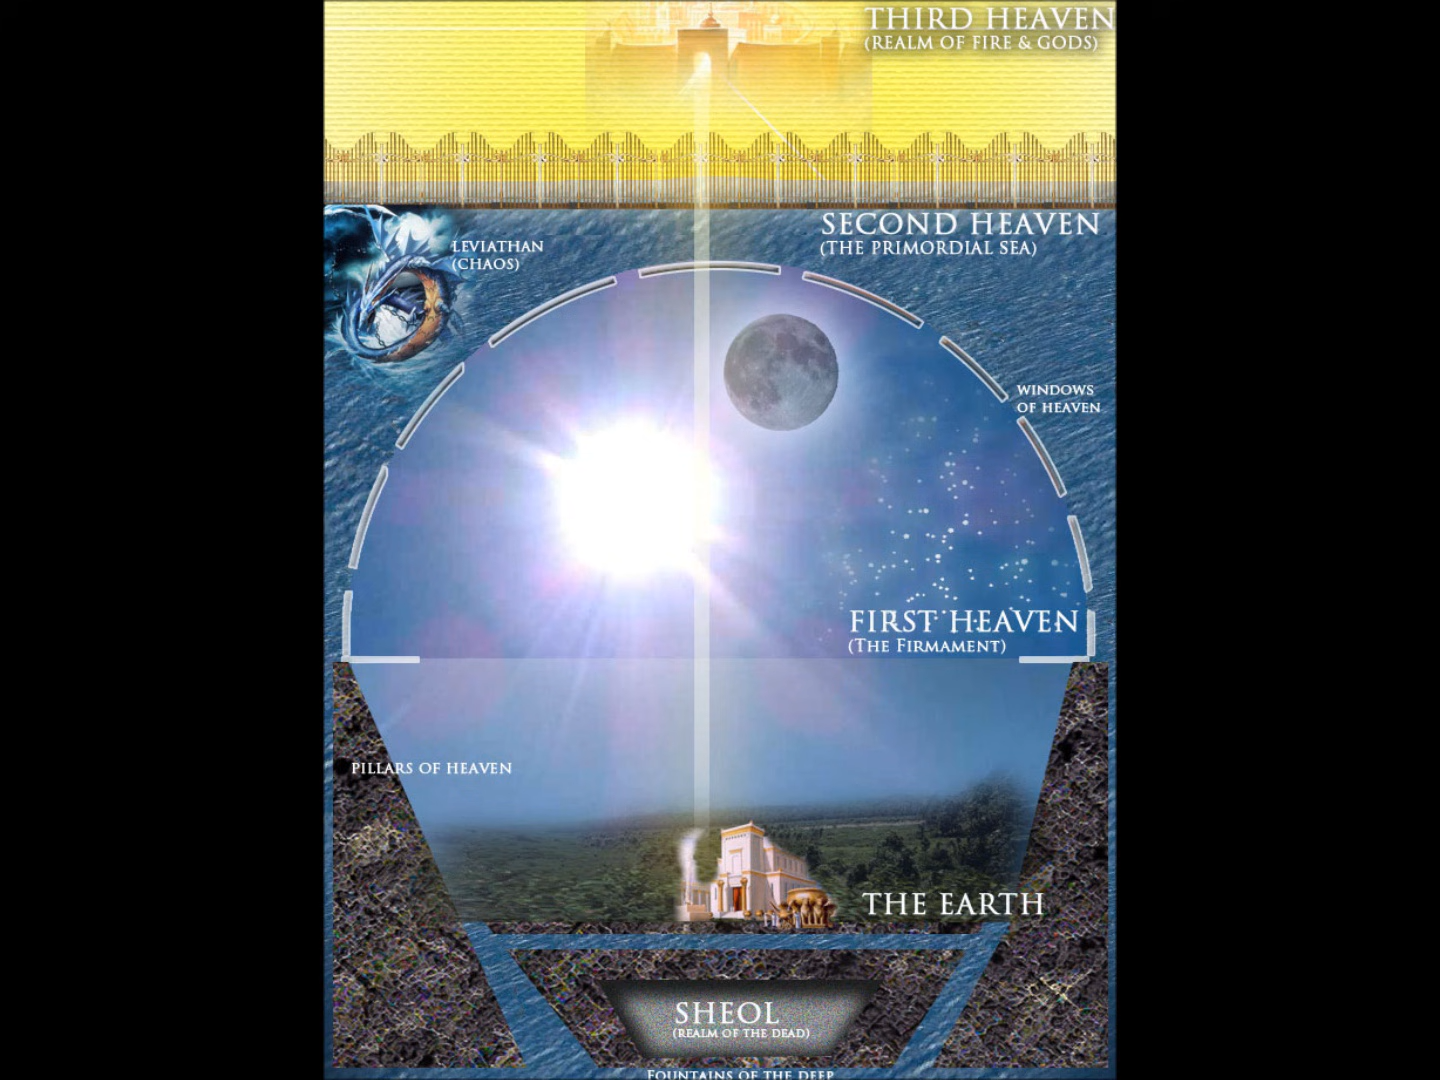 THIRD HEAVEN
(REALM OF FIRE & GODS)
SECOND HEAVEN
(THE PRIMORDIAL SEA)
LEVIATHAN
(CHAOS)
WINDOWS
OF HEAVEN
FIRST HEAVEN
(THE FIRMAMENT)
PILLARS OF HEAVEN
THE EARTH
SHEOL
(REALM OF THE DEAD)
FOUNTAINS OF THE DEEP